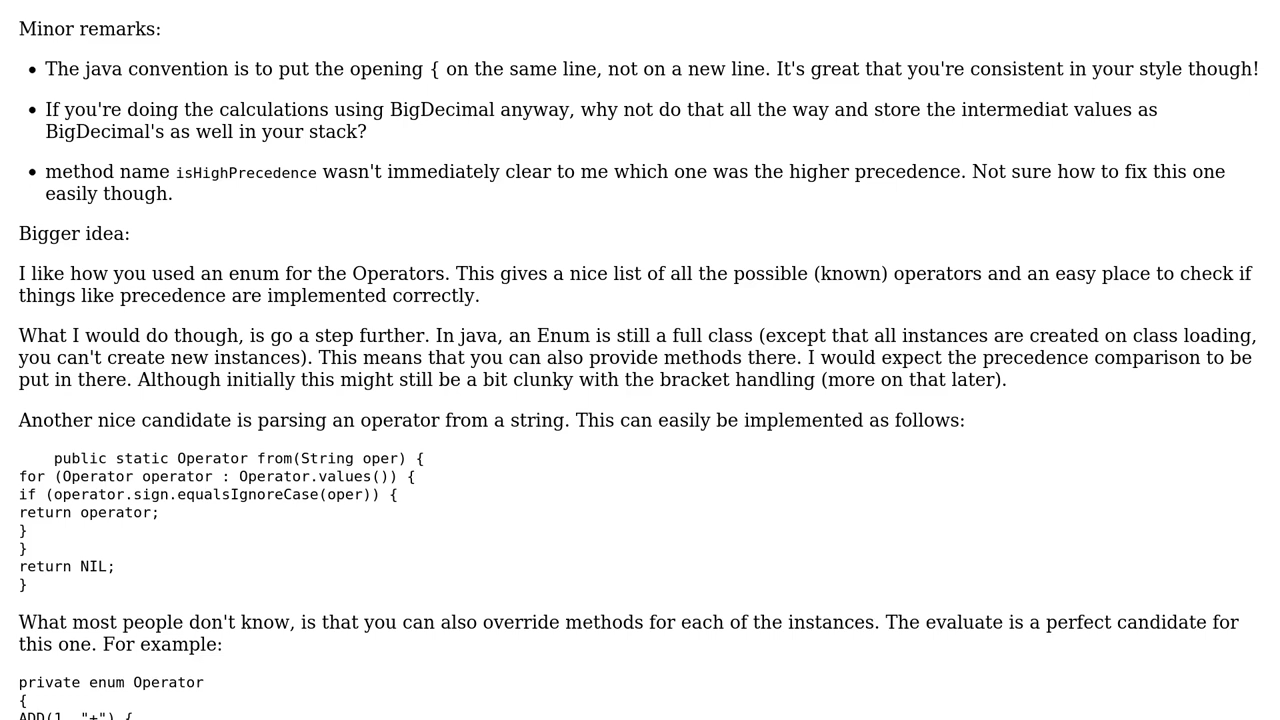 Minor remarks:
• The java convention is to put the opening { on the same line, not on a new line. It's great that you're consistent in your style though!
• If you're doing the calculations using BigDecimal anyway, why not do that all the way and store the intermediat values as
BigDecimal's as well in your stack?
• method name isHighPrecedence wasn't immediately clear to me which one was the higher precedence. Not sure how to fix this one
easily though.
Bigger idea:
I like how you used an enum for the Operators. This gives a nice list of all the possible (known) operators and an easy place to check if
things like precedence are implemented correctly.
What I would do though, is go a step further. In java, an Enum is still a full class (except that all instances are created on class loading,
you can't create new instances). This means that you can also provide methods there. I would expect the precedence comparison to be
put in there. Although initially this might still be a bit clunky with the bracket handling (more on that later).
Another nice candidate is parsing an operator from a string. This can easily be implemented as follows:
public static Operator from(String oper) {
for (Operator operator : Operator.values()) {
if (operator.sign.equalsIgnoreCase(oper)) {
return operator;
}
}
return NIL;
}
What most people don't know, is that you can also override methods for each of the instances. The evaluate is a perfect candidate for
this one. For example:
private enum Operator
{
ADD(1, "+") {